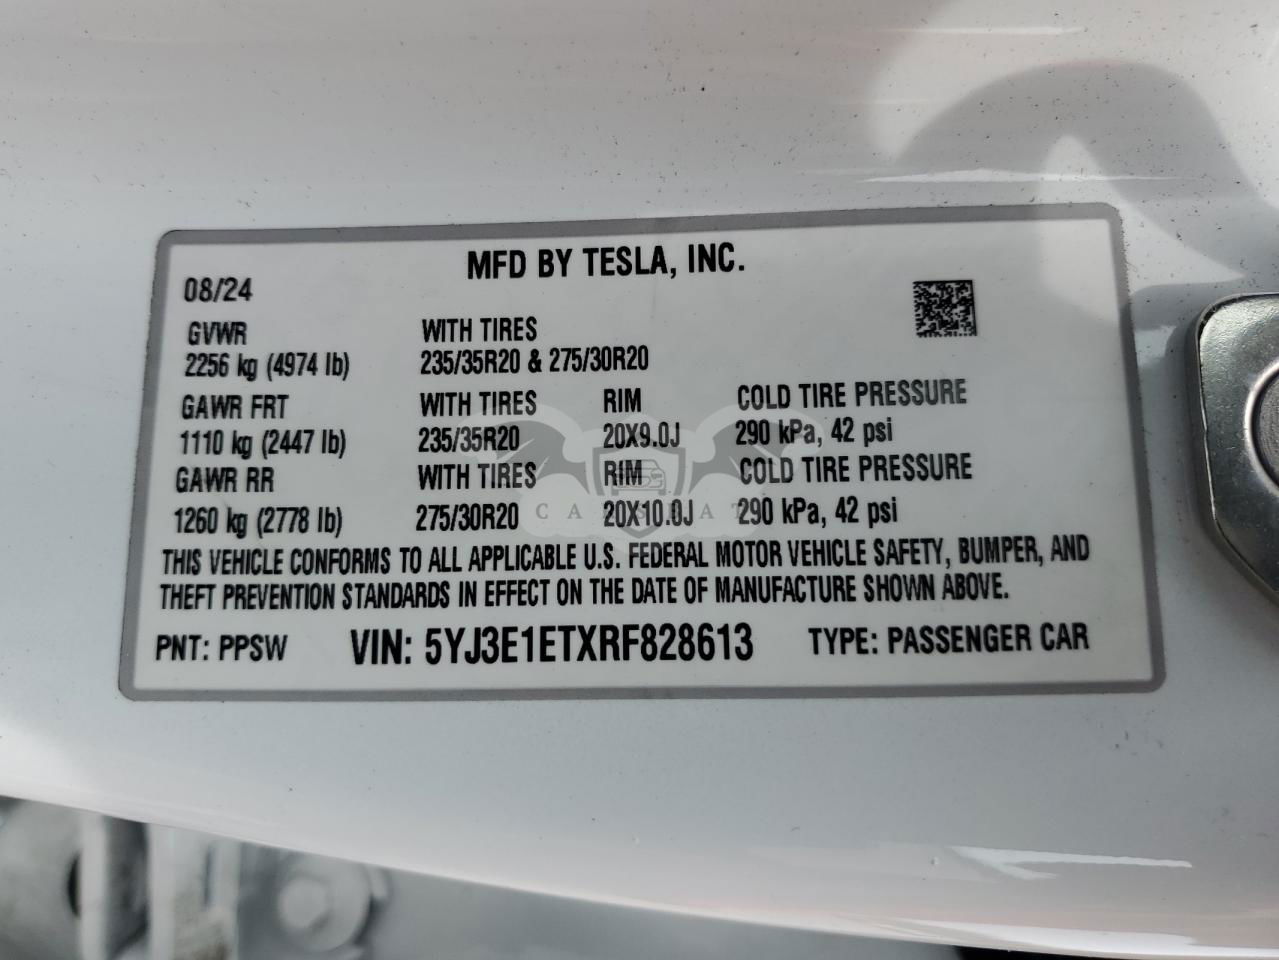 MFD BY TESLA, INC.
08/24
GVWR WITH TIRES
2256 kg (4974 lb) 235/35R20 & 275/30R20
GAWR FRT WITH TIRES RIM COLD TIRE PRESSURE
1110 kg (2447 lb) 235/35R20 20X9.0J 290 kPa, 42 psi
GAWR RR WITH TIRES RIM COLD TIRE PRESSURE
1260 kg (2778 lb) 275/30R20 20X10.0J 290 kPa, 42 psi
THIS VEHICLE CONFORMS TO ALL APPLICABLE U.S. FEDERAL MOTOR VEHICLE SAFETY, BUMPER, AND
THEFT PREVENTION STANDARDS IN EFFECT ON THE DATE OF MANUFACTURE SHOWN ABOVE.
PNT: PPSW VIN: 5YJ3E1ETXRF828613 TYPE: PASSENGER CAR